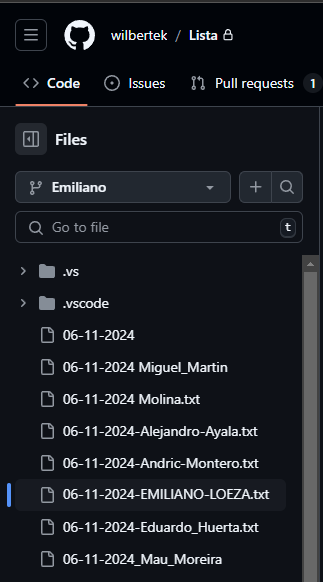 wilbertek / Lista
Code Issues Pull requests 1
Files
Emiliano
Go to file t
.vs
.vscode
06-11-2024
06-11-2024 Miguel_Martin
06-11-2024 Molina.txt
06-11-2024-Alejandro-Ayala.txt
06-11-2024-Andric-Montero.txt
06-11-2024-EMILIANO-LOEZA.txt
06-11-2024-Eduardo_Huerta.txt
06-11-2024_Mau_Moreira